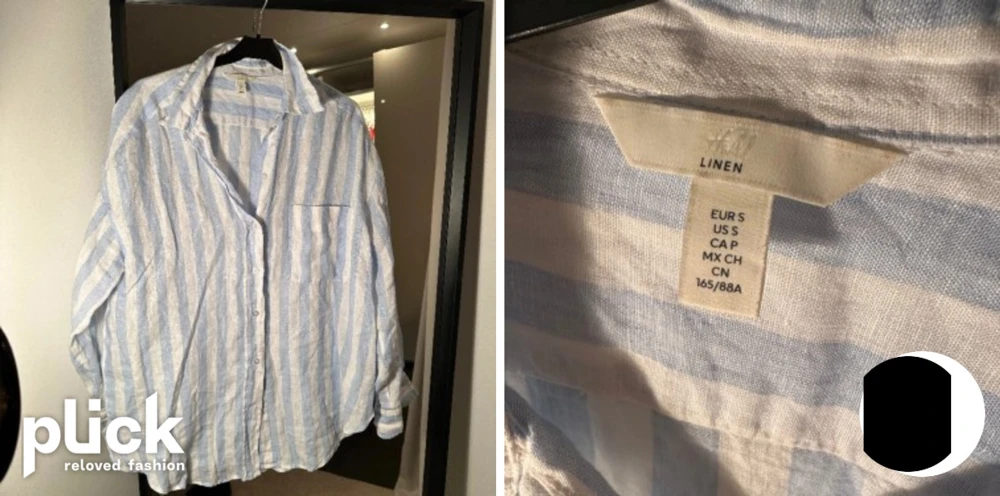 plick
reloved fashion
H&M
LINEN
EUR S
US S
CA P
MX CH
CN
165/88A